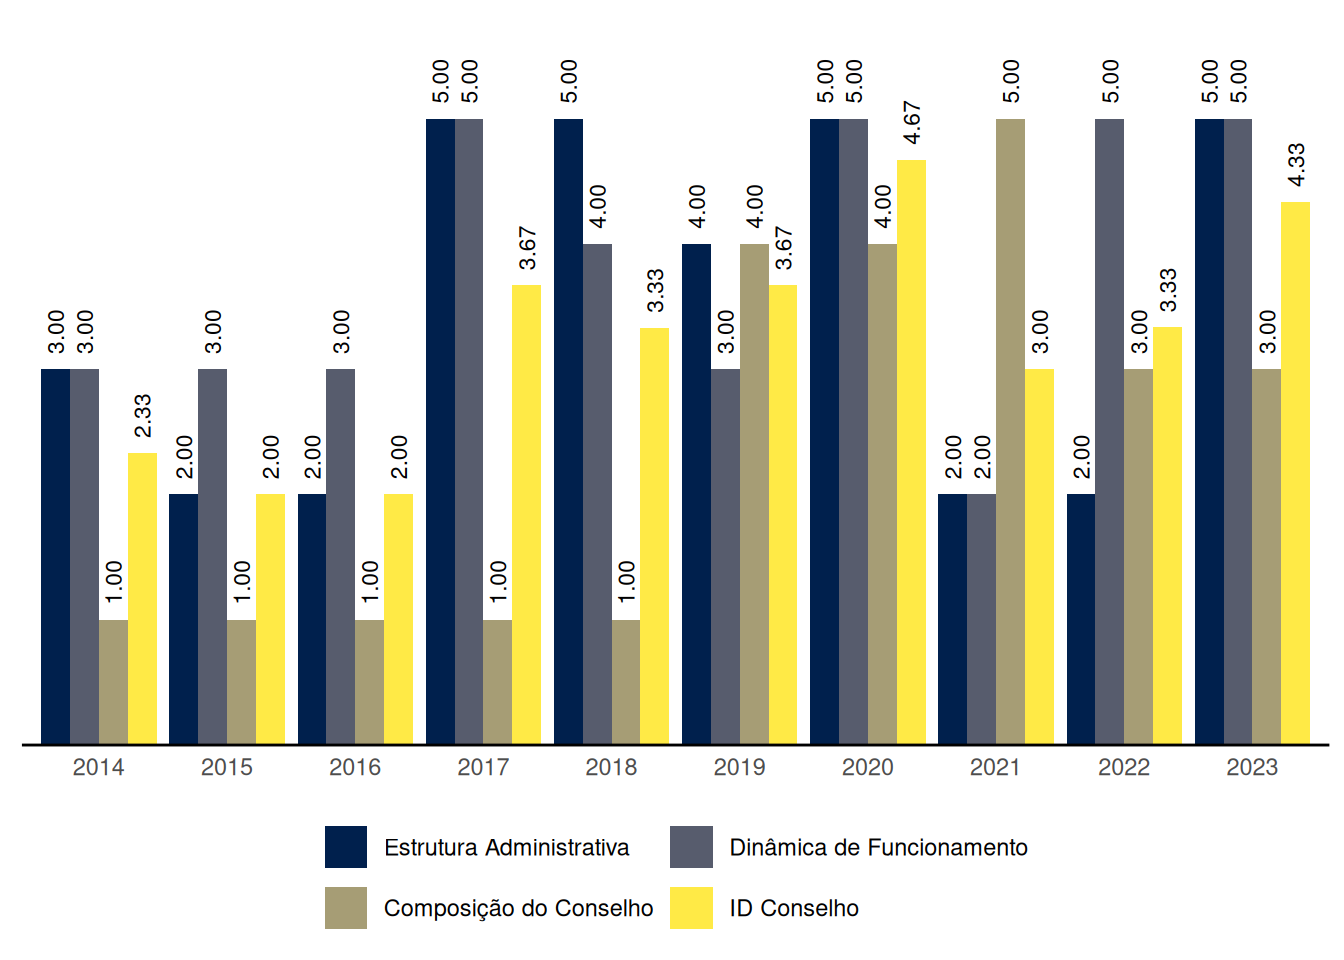 3.00 3.00 1.00 2.33
2.00 3.00 1.00 2.00
2.00 3.00 1.00 2.00
5.00 5.00 1.00 3.67
5.00 4.00 1.00 3.33
4.00 3.00 4.00 3.67
5.00 5.00 4.00 4.67
2.00 2.00 5.00 3.00
2.00 5.00 3.00 3.33
5.00 5.00 3.00 4.33
2014 2015 2016 2017 2018 2019 2020 2021 2022 2023
Estrutura Administrativa Dinâmica de Funcionamento
Composição do Conselho ID Conselho